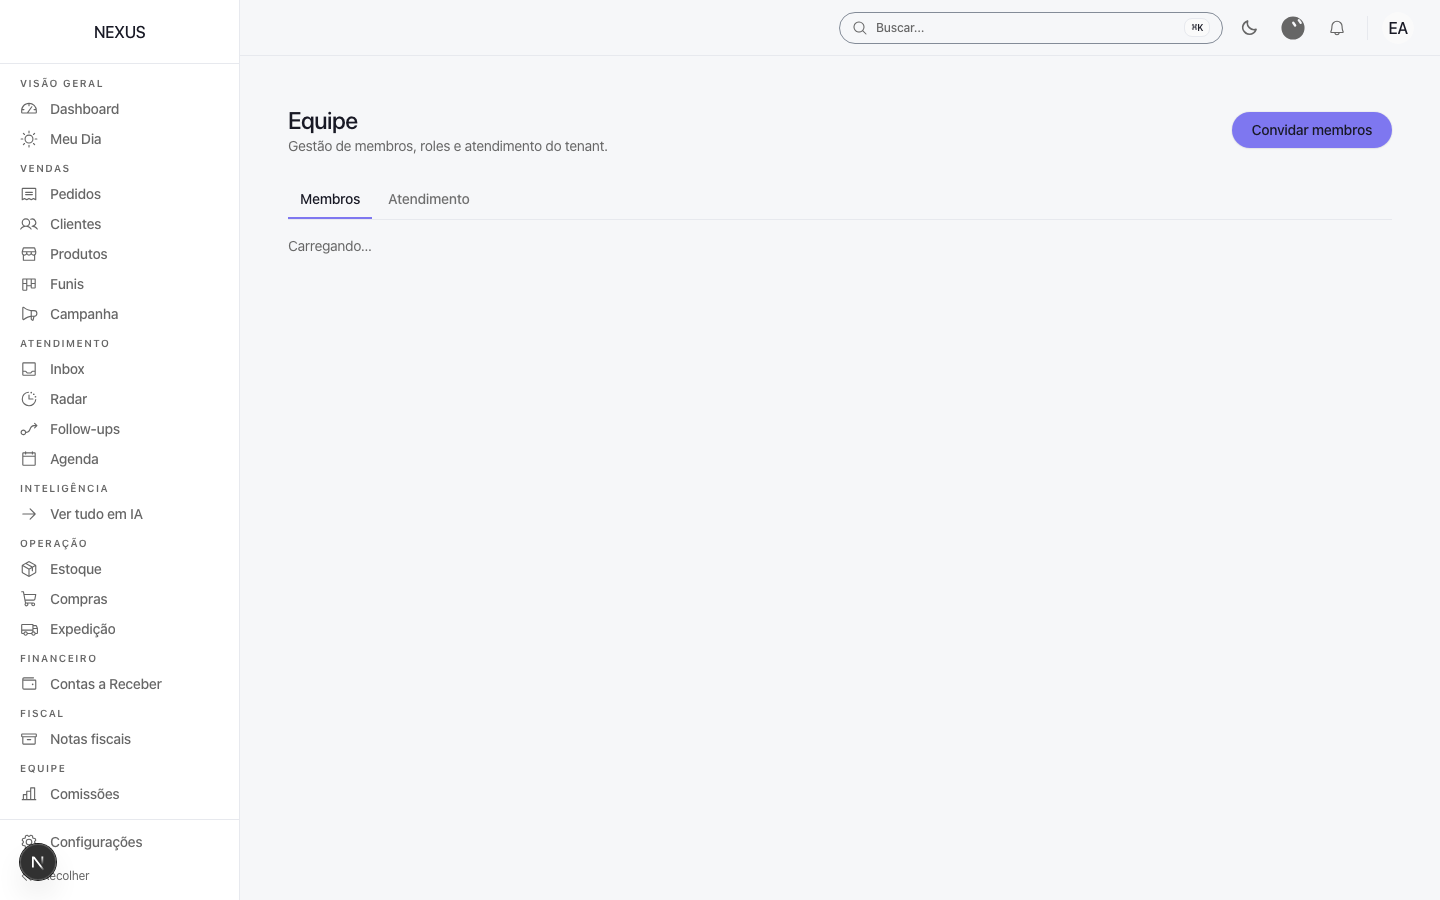 NEXUS
Buscar...
⌘K
EA
VISÃO GERAL
Dashboard
Meu Dia
VENDAS
Pedidos
Clientes
Produtos
Funis
Campanha
ATENDIMENTO
Inbox
Radar
Follow-ups
Agenda
INTELIGÊNCIA
Ver tudo em IA
OPERAÇÃO
Estoque
Compras
Expedição
FINANCEIRO
Contas a Receber
FISCAL
Notas fiscais
EQUIPE
Comissões
Configurações
N
ecolher
Equipe
Gestão de membros, roles e atendimento do tenant.
Convidar membros
Membros
Atendimento
Carregando...